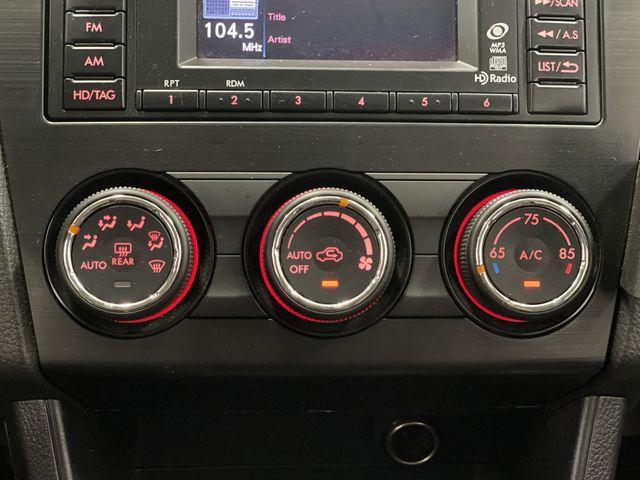 FM
AM
HD/TAG
104.5
MHz
Title
Artist
MP3
WMA
HD Radio
/SCAN
/ A.S
LIST/
RPT RDM
1 2 3 4 5 6
AUTO
REAR
AUTO
OFF
65 75 85
A/C